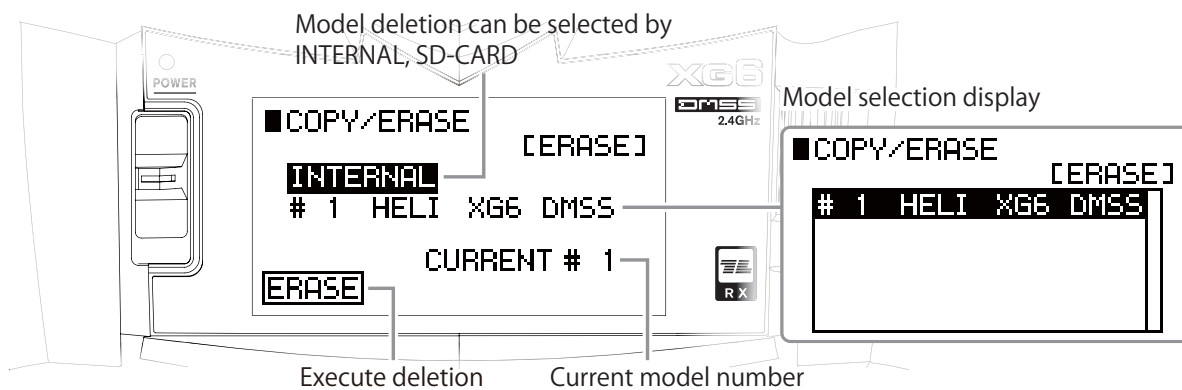 Model deletion can be selected by
INTERNAL, SD-CARD
POWER
XG6
DMSS
2.4GHz
■COPY/ERASE
[ERASE]
INTERNAL
# 1 HELI XG6 DMSS
CURRENT # 1
ERASE
RX
Model selection display
■COPY/ERASE
[ERASE]
# 1 HELI XG6 DMSS
Execute deletion
Current model number